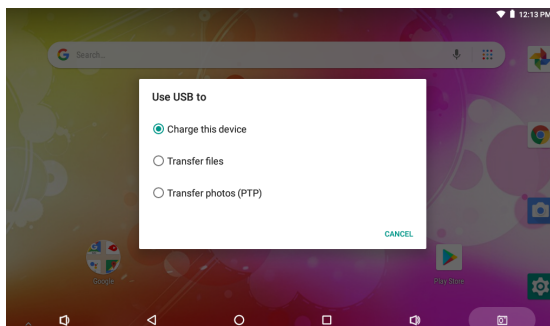 12:13 PM
G Search...
Use USB to
Charge this device
Transfer files
Transfer photos (PTP)
CANCEL
Google
Play Store